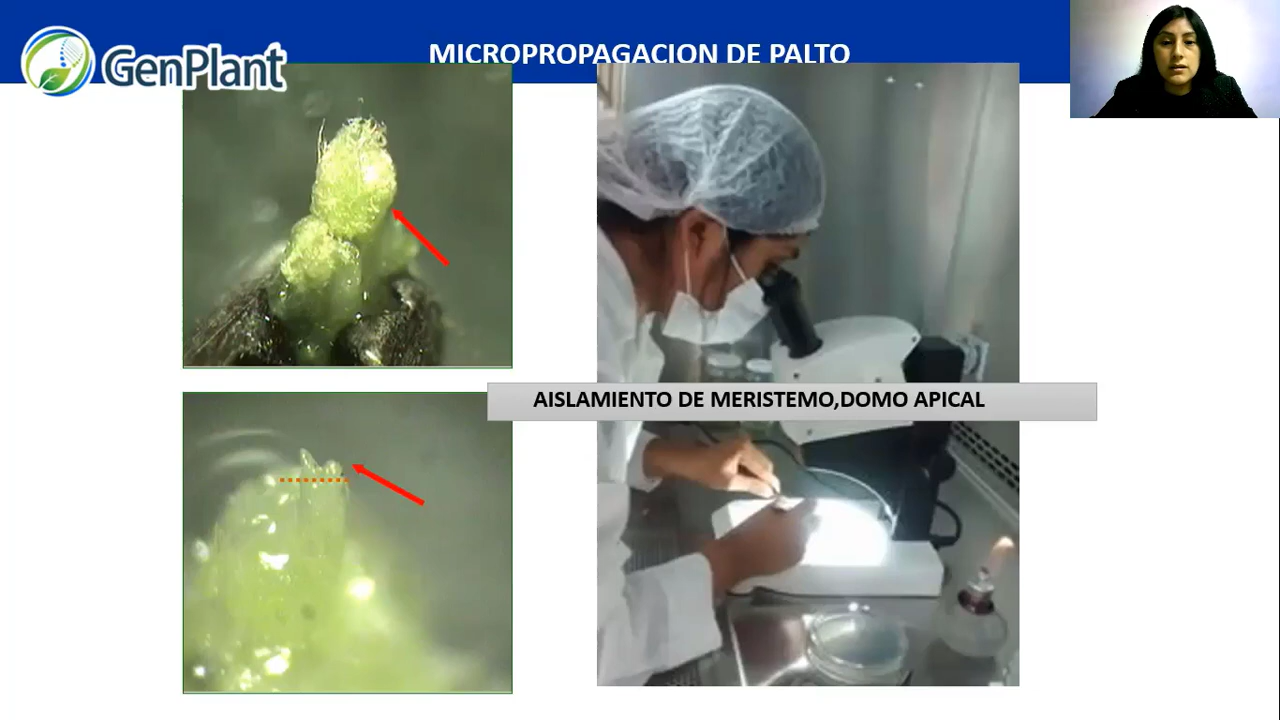 GenPlant
MICROPROPAGACION DE PALTO
AISLAMIENTO DE MERISTEMO,DOMO APICAL